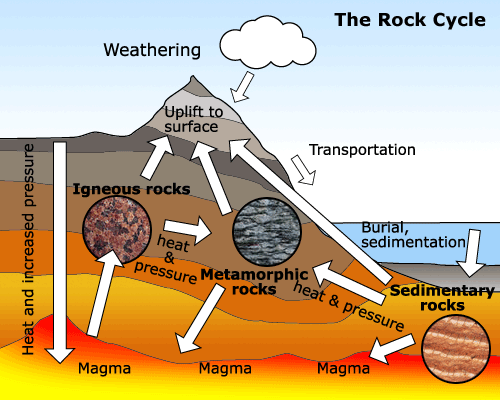 The Rock Cycle
Weathering
Uplift to
surface
Transportation
Heat and increased pressure
Igneous rocks
heat
&
pressure
Burial,
sedimentation
Metamorphic
rocks
heat & pressure
Sedimentary
rocks
Magma
Magma
Magma